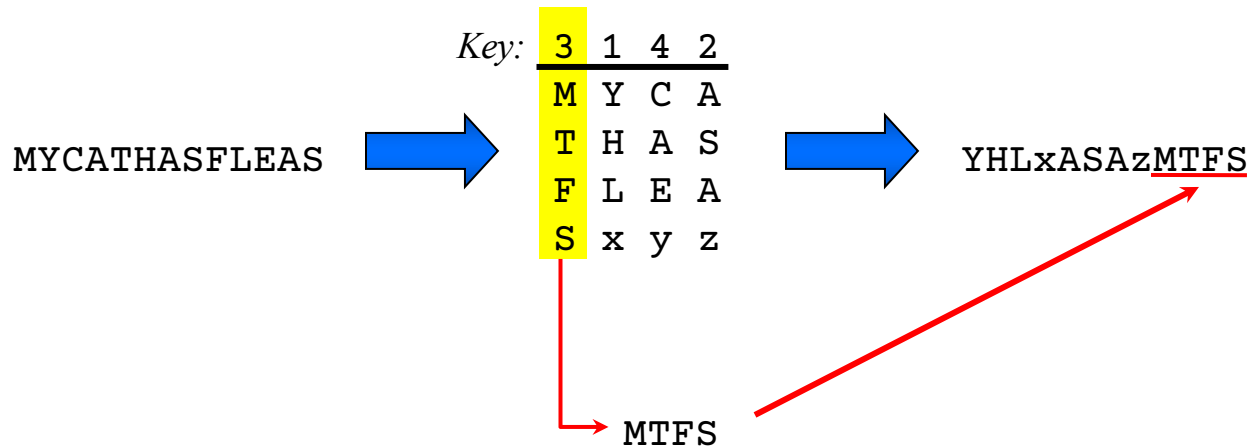 Key: 3 1 4 2
M Y C A
T H A S
F L E A
S x y z
MYCATHASFLEAS
YHLxASAzMTFS
MTFS